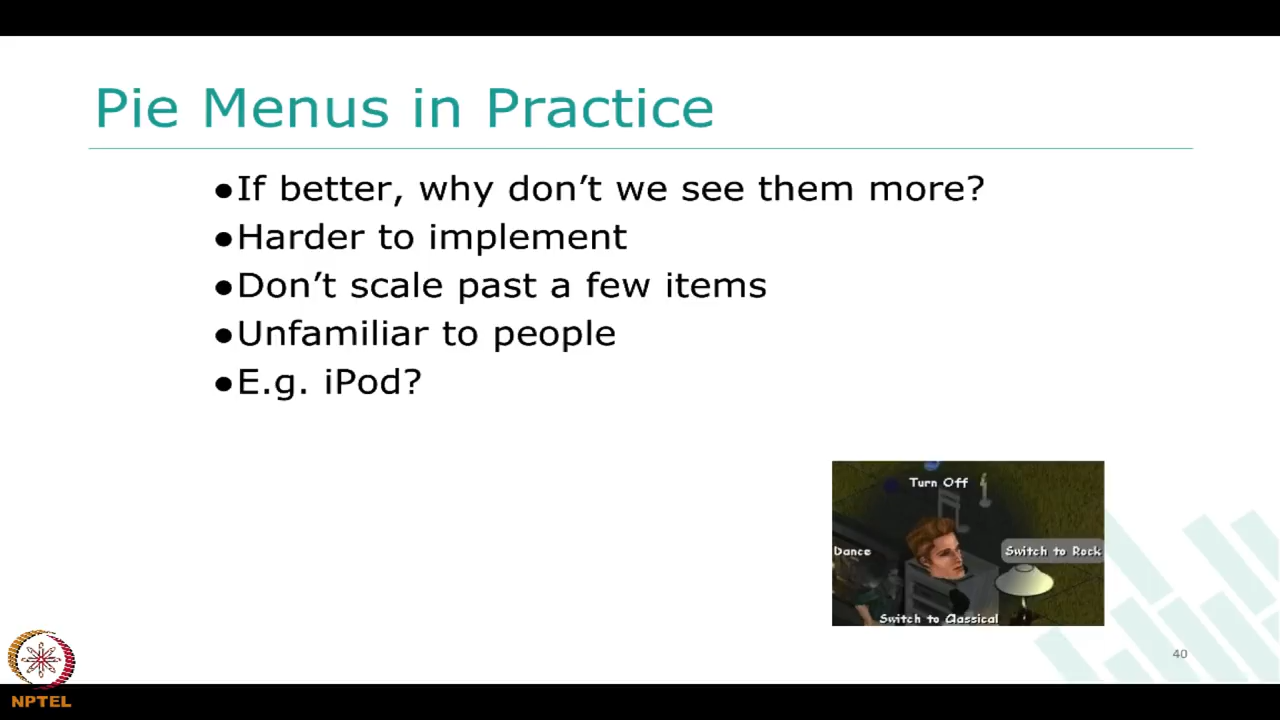 Pie Menus in Practice
●If better, why don’t we see them more?
●Harder to implement
●Don’t scale past a few items
●Unfamiliar to people
●E.g. iPod?
Turn Off
Dance
Switch to Rock
Switch to Classical
40
NPTEL